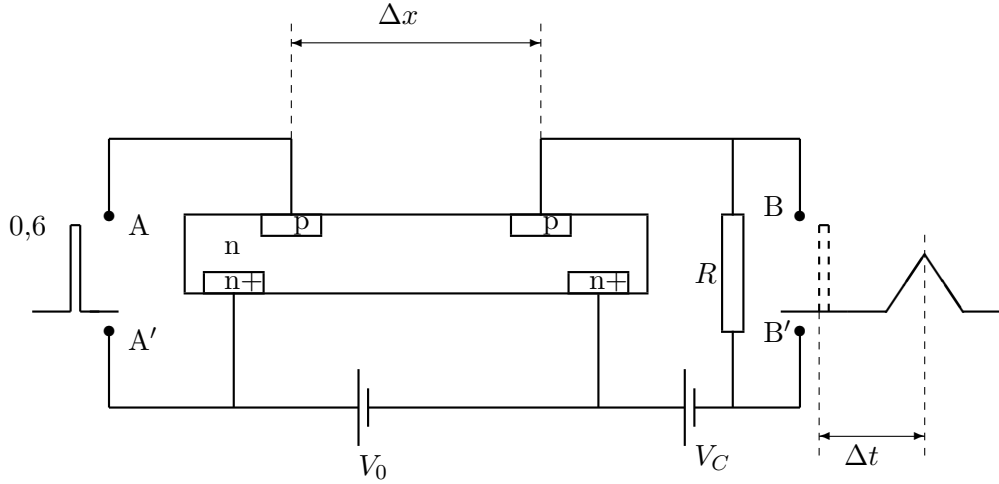 Δx
0,6
A
p
p
B
n
n+
n+
R
A′
B′
V₀
V_C
Δt